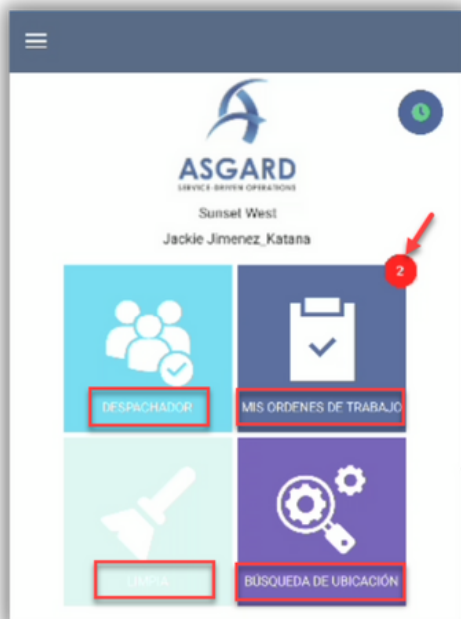 ASGARD
SERVICE-DRIVEN OPERATIONS
Sunset West
Jackie Jimenez_Katana
2
DESPACHADOR
MIS ORDENES DE TRABAJO
LIMPIA
BÚSQUEDA DE UBICACIÓN